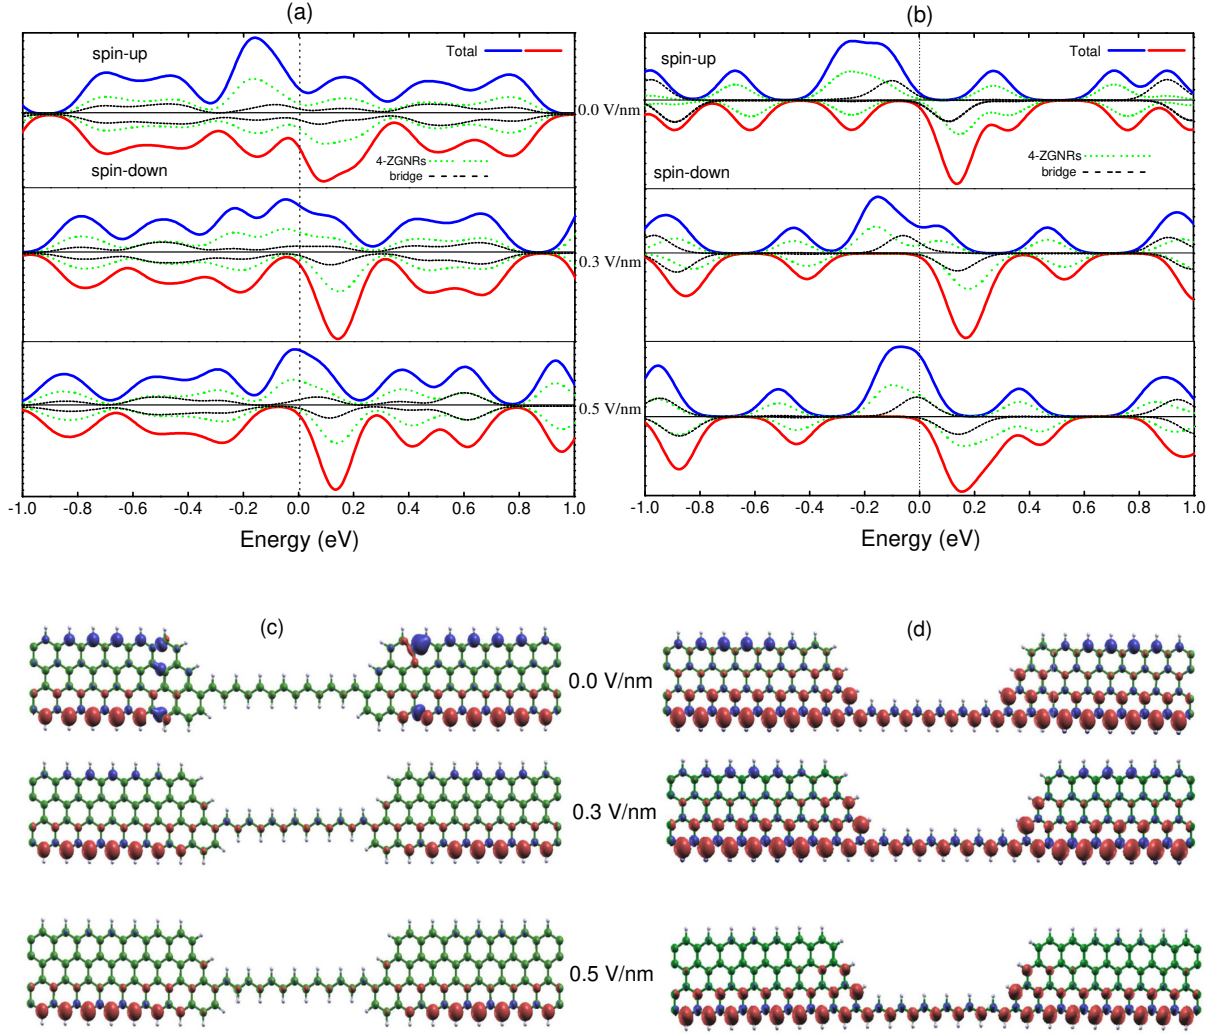 (a)
(b)
spin-up
Total
spin-up
Total
0.0 V/nm
4-ZGNRs
bridge
spin-down
4-ZGNRs
bridge
spin-down
0.3 V/nm
0.5 V/nm
-1.0 -0.8 -0.6 -0.4 -0.2 0.0 0.2 0.4 0.6 0.8 1.0
-1.0 -0.8 -0.6 -0.4 -0.2 0.0 0.2 0.4 0.6 0.8 1.0
Energy (eV)
Energy (eV)
(c)
(d)
0.0 V/nm
0.3 V/nm
0.5 V/nm